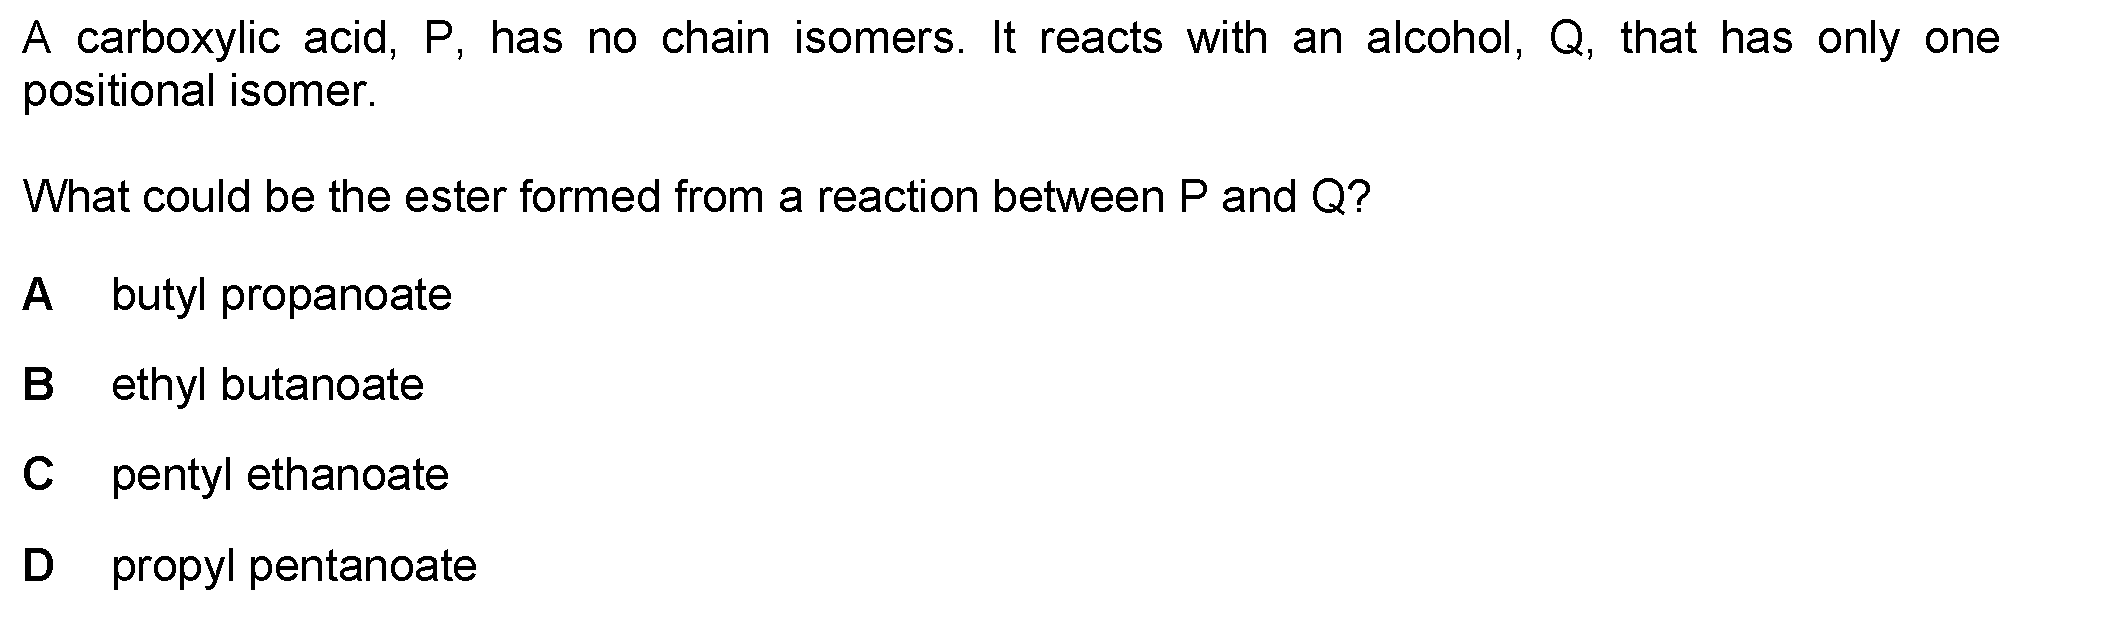 A carboxylic acid, P, has no chain isomers. It reacts with an alcohol, Q, that has only one
positional isomer.
What could be the ester formed from a reaction between P and Q?
A butyl propanoate
B ethyl butanoate
C pentyl ethanoate
D propyl pentanoate